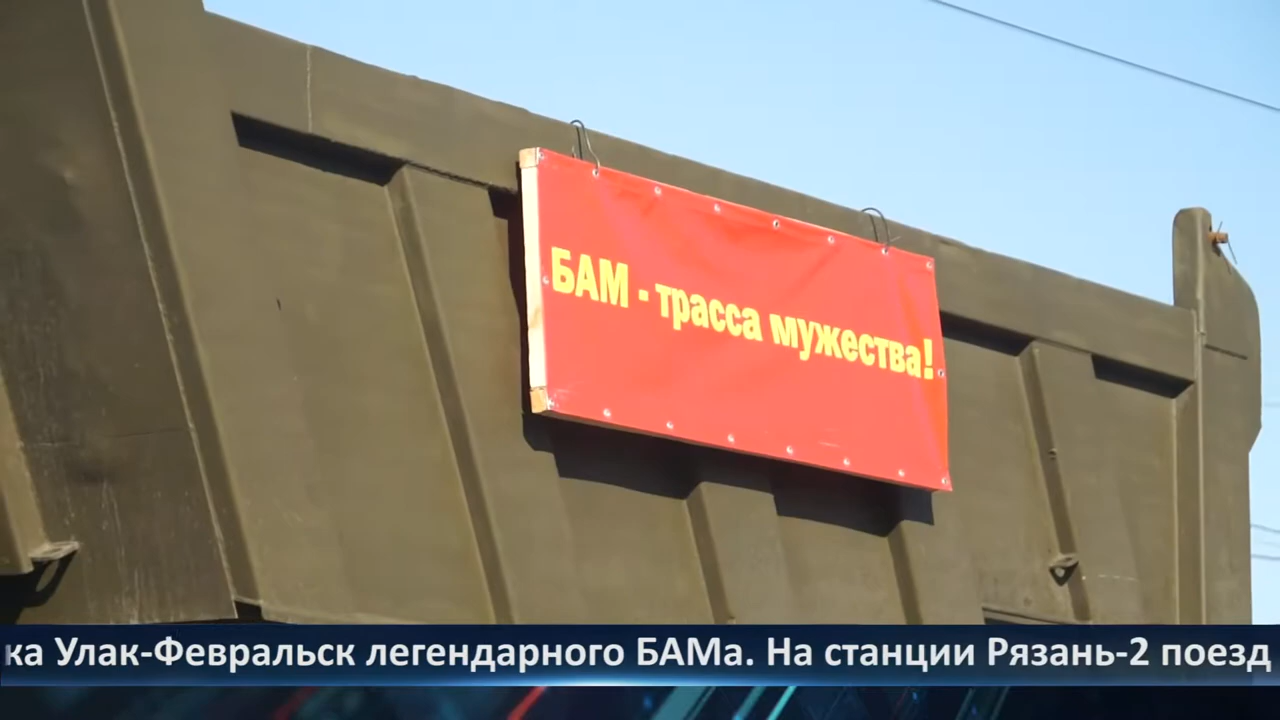 БАМ - трасса мужества!
ка Улак-Февральск легендарного БАМа. На станции Рязань-2 поезд